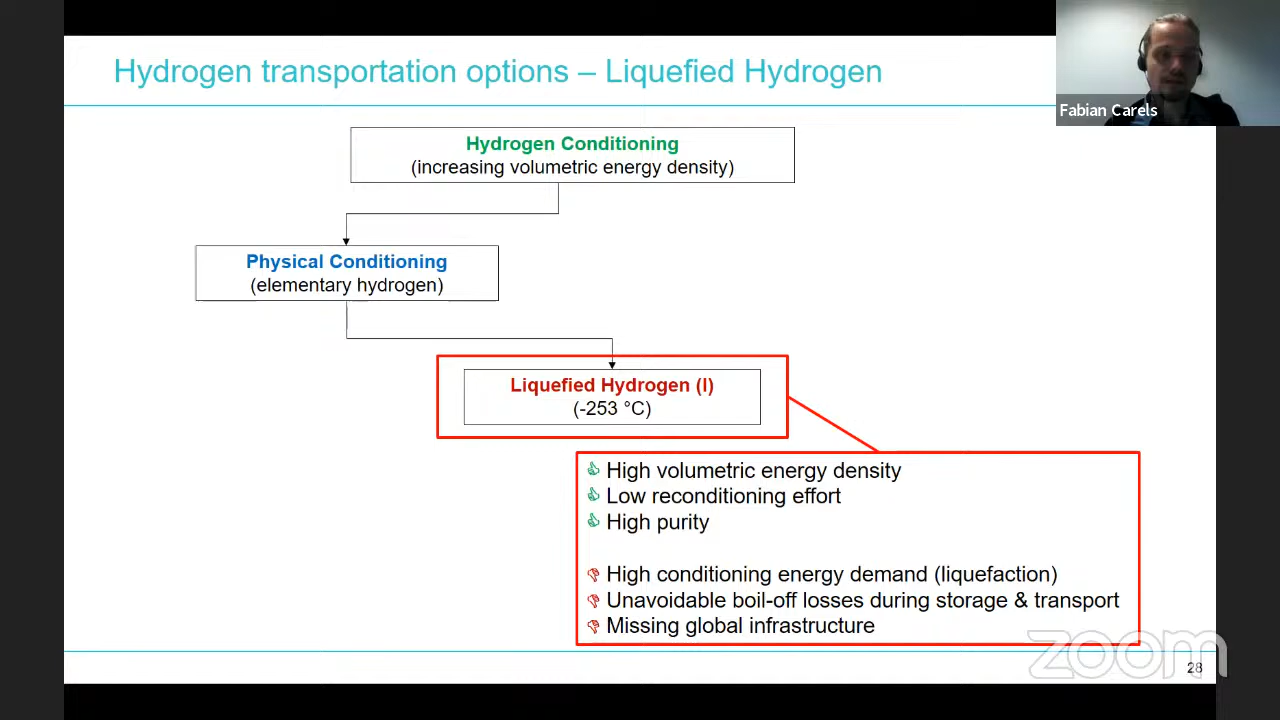 Hydrogen transportation options – Liquefied Hydrogen
Fabian Carels
Hydrogen Conditioning
(increasing volumetric energy density)
Physical Conditioning
(elementary hydrogen)
Liquefied Hydrogen (l)
(-253 °C)
High volumetric energy density
Low reconditioning effort
High purity
High conditioning energy demand (liquefaction)
Unavoidable boil-off losses during storage & transport
Missing global infrastructure
zoom
28